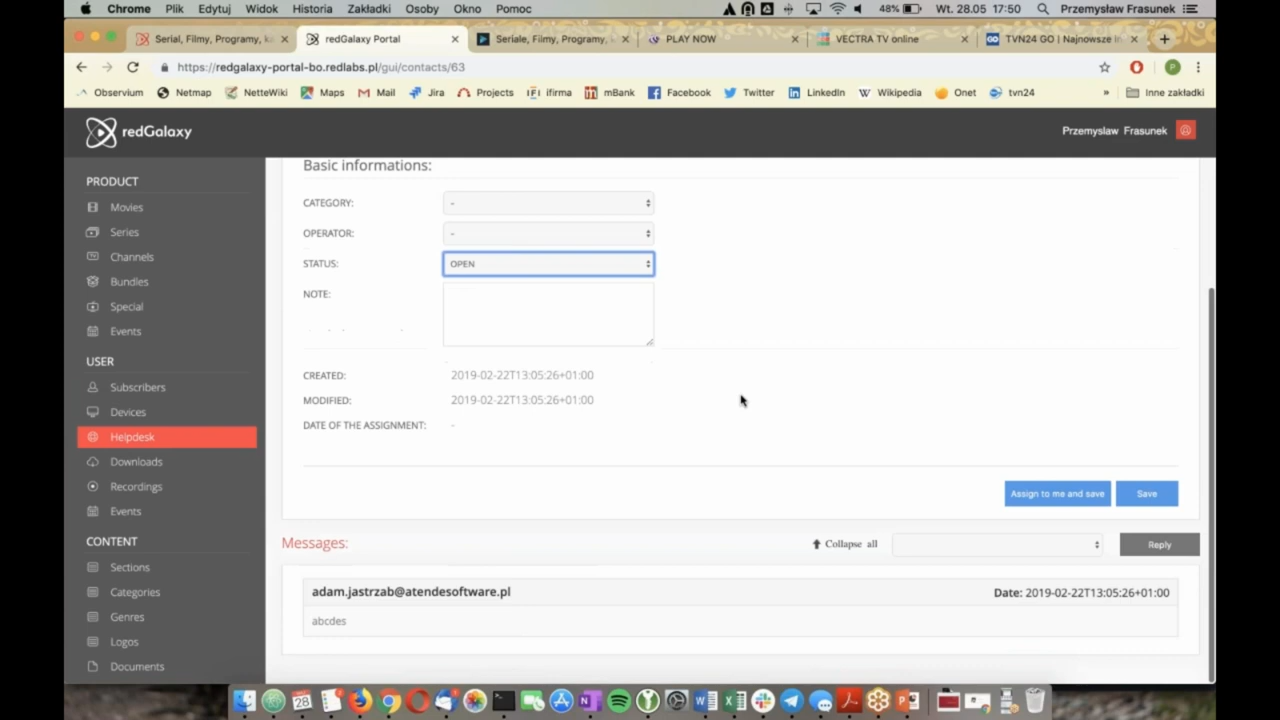 Chrome Plik Edytuj Widok Historia Zakładki Osoby Okno Pomoc 48% Wt. 28.05 17:50 Przemysław Frasunek
Serial, Filmy, Programy, redGalaxy Portal Seriale, Filmy, Programy, PLAY NOW VECTRA TV online TVN24 GO | Najnowsze
https://redgalaxy-portal-bo.redlabs.pl/gui/contacts/63
Observium Netmap NetteWiki Maps Mail Jira Projects ifirma mBank Facebook Twitter LinkedIn Wikipedia Onet tvn24 » Inne zakładki
redGalaxy
Przemyslaw Frasunek
PRODUCT
Movies
Series
Channels
Bundles
Special
Events
USER
Subscribers
Devices
Helpdesk
Downloads
Recordings
Events
CONTENT
Sections
Categories
Genres
Logos
Documents
Basic informations:
CATEGORY: -
OPERATOR: -
STATUS: OPEN
NOTE:
CREATED: 2019-02-22T13:05:26+01:00
MODIFIED: 2019-02-22T13:05:26+01:00
DATE OF THE ASSIGNMENT: -
Assign to me and save Save
Messages: Collapse all Reply
adam.jastrzab@atendesoftware.pl Date: 2019-02-22T13:05:26+01:00
abcdes